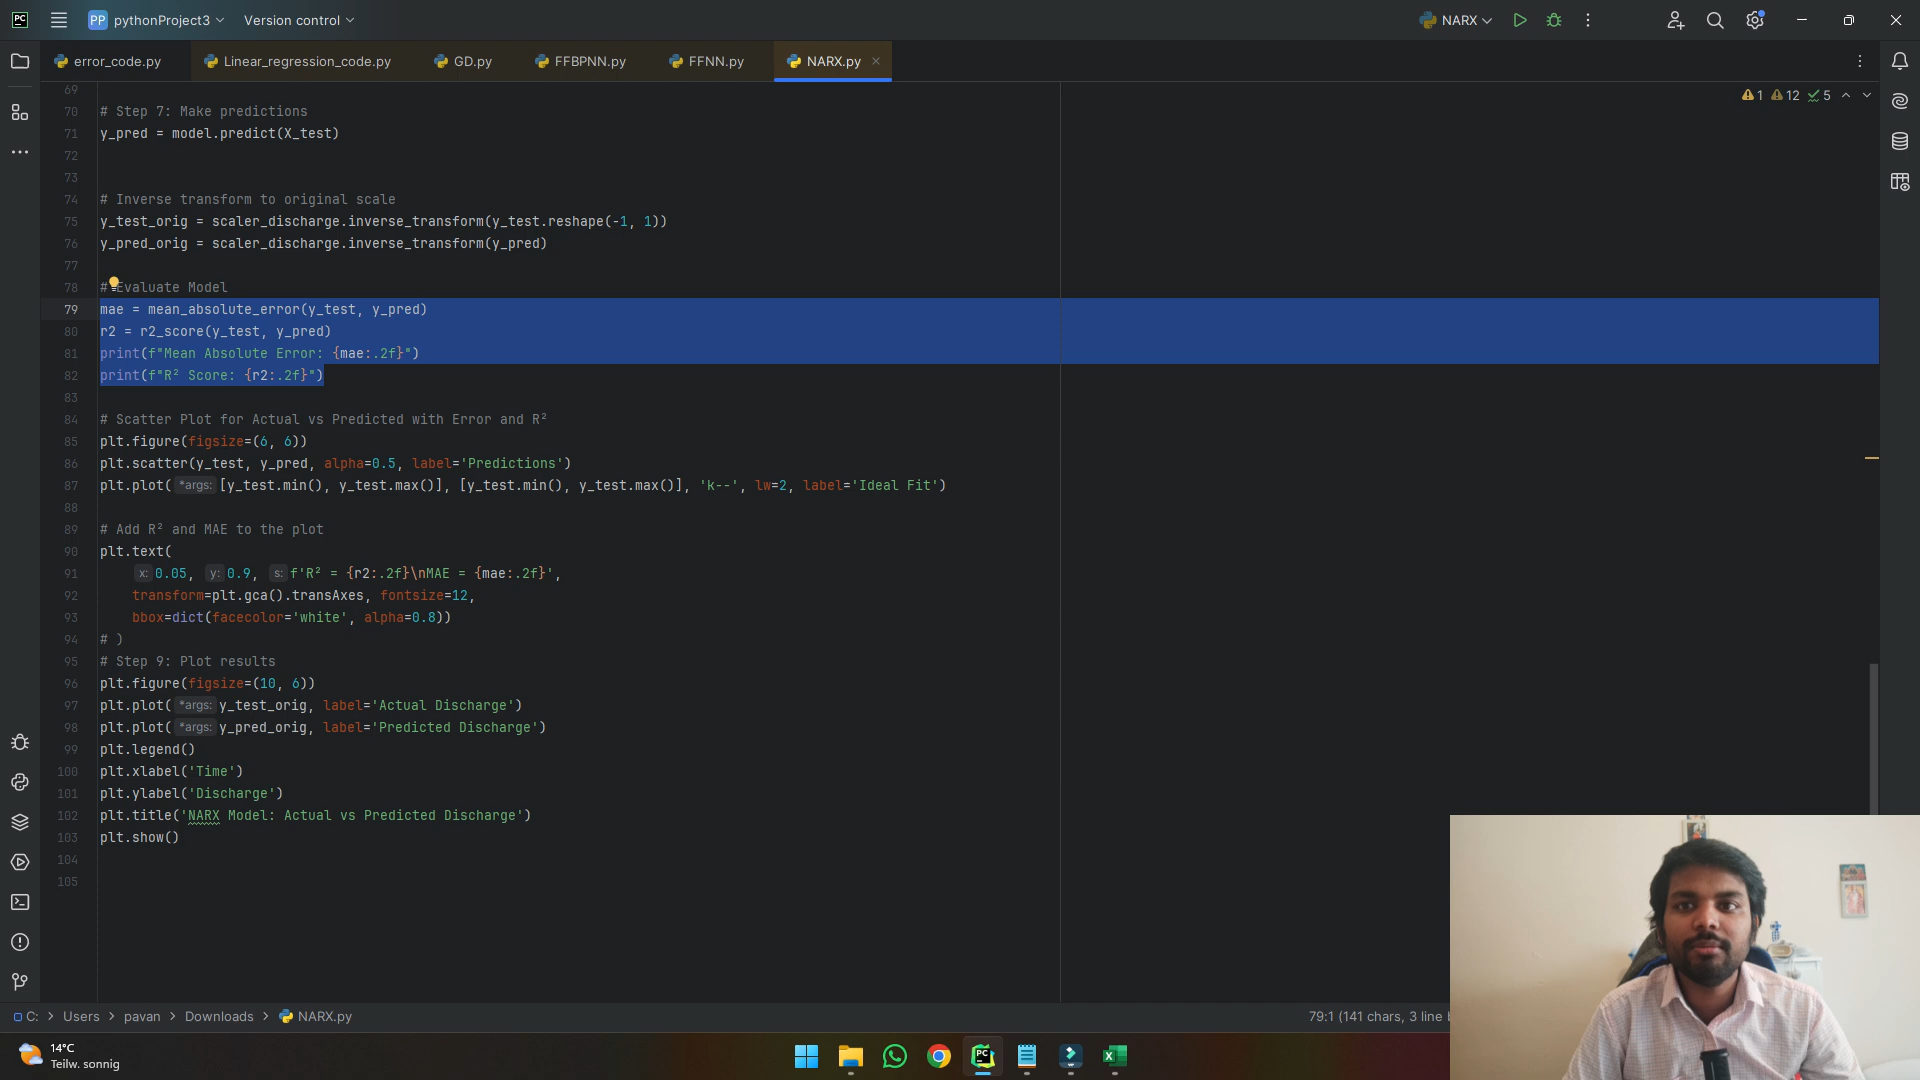 PC PP pythonProject3 Version control NARX
error_code.py Linear_regression_code.py GD.py FFBPNN.py FFNN.py NARX.py
1 12 5
69
70 # Step 7: Make predictions
71 y_pred = model.predict(X_test)
72
73
74 # Inverse transform to original scale
75 y_test_orig = scaler_discharge.inverse_transform(y_test.reshape(-1, 1))
76 y_pred_orig = scaler_discharge.inverse_transform(y_pred)
77
78 # Evaluate Model
79 mae = mean_absolute_error(y_test, y_pred)
80 r2 = r2_score(y_test, y_pred)
81 print(f"Mean Absolute Error: {mae:.2f}")
82 print(f"R² Score: {r2:.2f}")
83
84 # Scatter Plot for Actual vs Predicted with Error and R²
85 plt.figure(figsize=(6, 6))
86 plt.scatter(y_test, y_pred, alpha=0.5, label='Predictions')
87 plt.plot( *args: [y_test.min(), y_test.max()], [y_test.min(), y_test.max()], 'k--', lw=2, label='Ideal Fit')
88
89 # Add R² and MAE to the plot
90 plt.text(
91 x: 0.05, y: 0.9, s: f'R² = {r2:.2f}\nMAE = {mae:.2f}',
92 transform=plt.gca().transAxes, fontsize=12,
93 bbox=dict(facecolor='white', alpha=0.8))
94 # )
95 # Step 9: Plot results
96 plt.figure(figsize=(10, 6))
97 plt.plot( *args: y_test_orig, label='Actual Discharge')
98 plt.plot( *args: y_pred_orig, label='Predicted Discharge')
99 plt.legend()
100 plt.xlabel('Time')
101 plt.ylabel('Discharge')
102 plt.title('NARX Model: Actual vs Predicted Discharge')
103 plt.show()
104
105
C: > Users > pavan > Downloads > NARX.py 79:1 (141 chars, 3 line
14°C
Teilw. sonnig